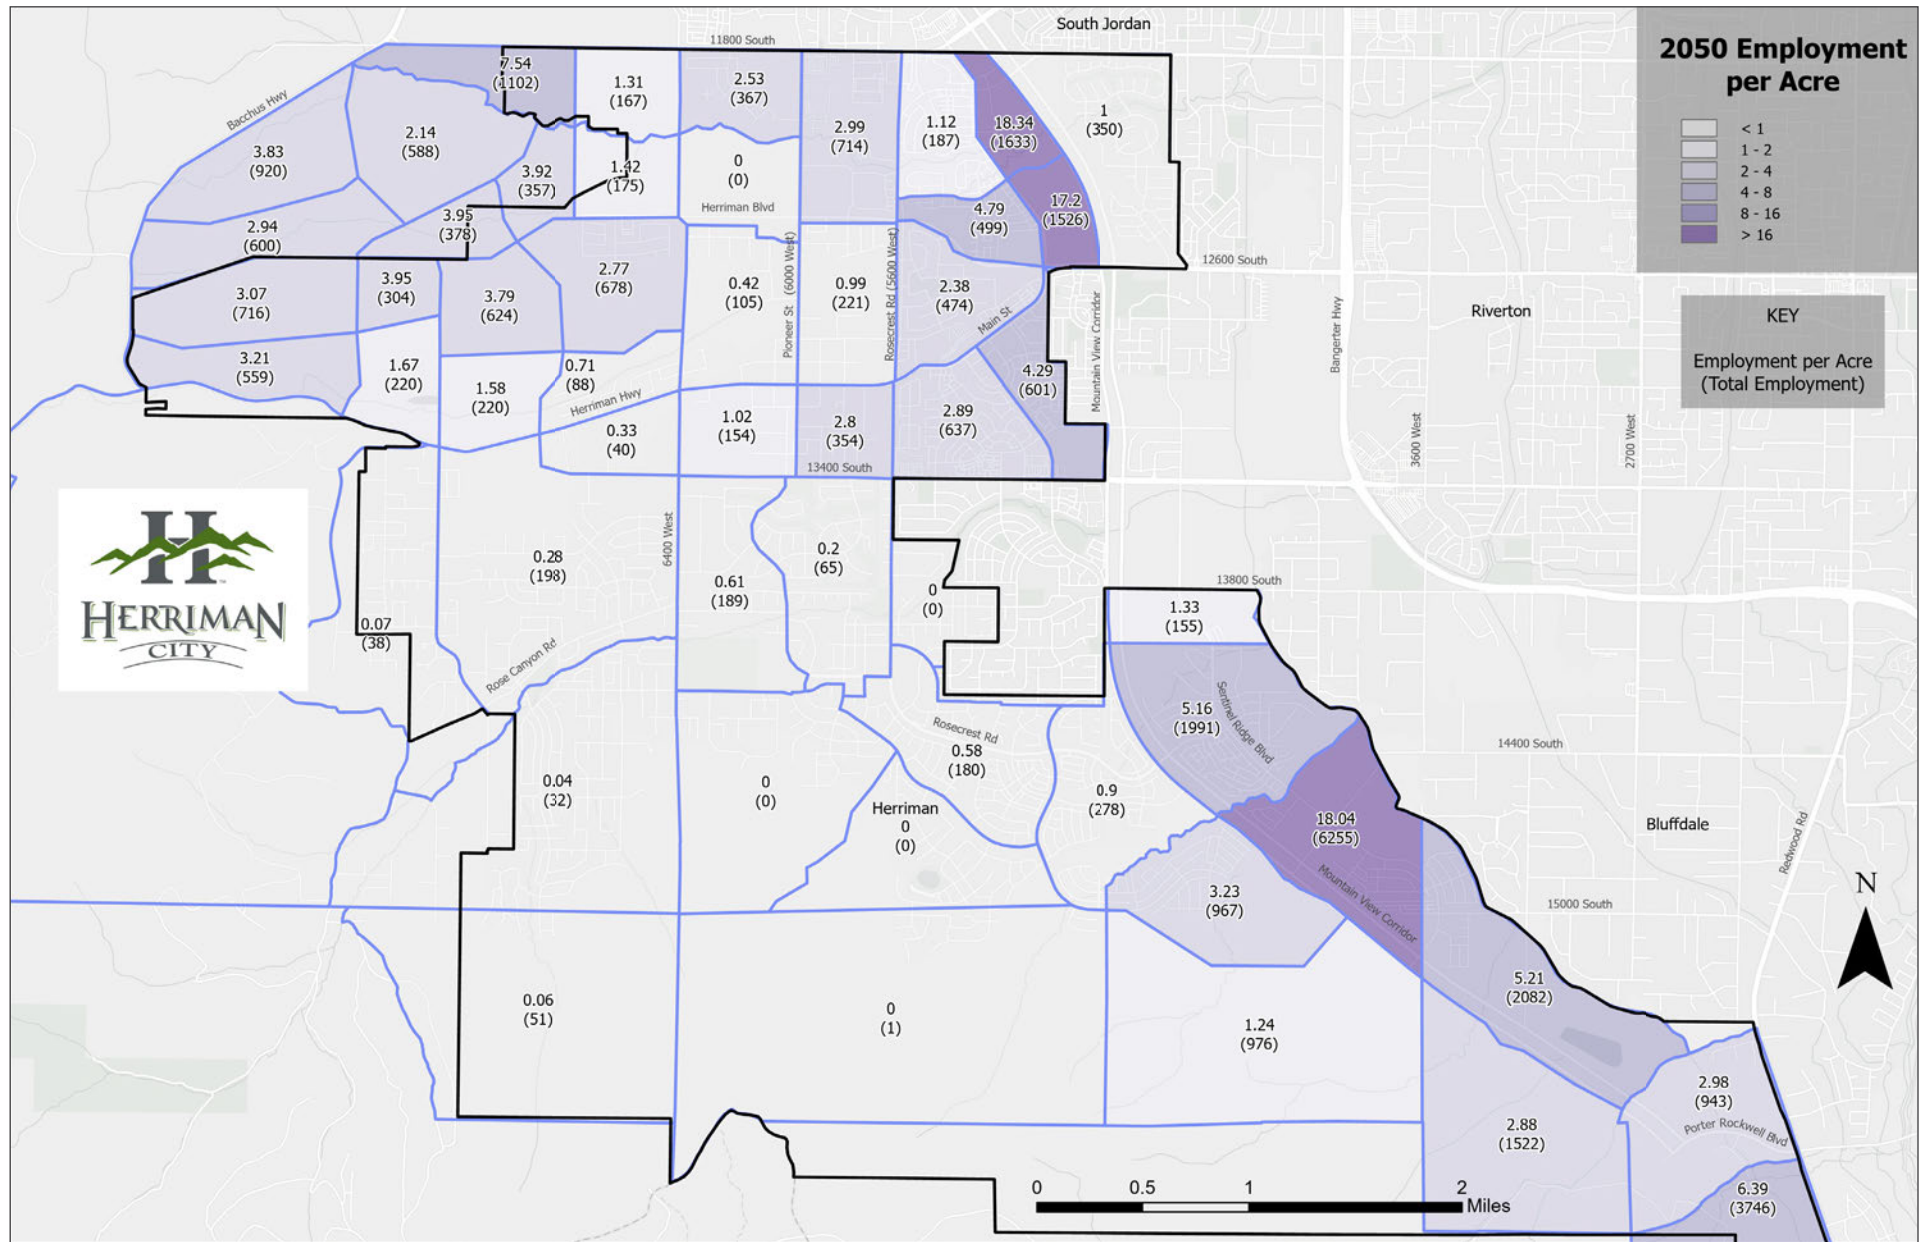 South Jordan
11800 South
2050 Employment
per Acre
< 1
1 - 2
2 - 4
4 - 8
8 - 16
> 16
KEY
Employment per Acre
(Total Employment)
7.54
(1102)
1.31
(167)
2.53
(367)
Bacchus Hwy
2.14
(588)
2.99
(714)
1.12
(187)
18.34
(1633)
1
(350)
3.83
(920)
3.92
(357)
1.42
(175)
0
(0)
Herriman Blvd
4.79
(499)
17.2
(1526)
2.94
(600)
3.95
(378)
12600 South
3.07
(716)
3.95
(304)
3.79
(624)
2.77
(678)
0.42
(105)
Pioneer St (6000 West)
0.99
(221)
Rosecrest Rd (5600 West)
2.38
(474)
Main St
Mountain View Corridor
Bangerter Hwy
Riverton
3.21
(559)
1.67
(220)
1.58
(220)
0.71
(88)
Herriman Hwy
4.29
(601)
0.33
(40)
1.02
(154)
2.8
(354)
2.89
(637)
13400 South
3600 West
2700 West
H
HERRIMAN
CITY
6400 West
0.28
(198)
0.61
(189)
0.2
(65)
0
(0)
13800 South
1.33
(155)
0.07
(38)
Rose Canyon Rd
5.16
(1991)
Sentinel Ridge Blvd
Rosecrest Rd
0.58
(180)
14400 South
0.04
(32)
0
(0)
Herriman
0
(0)
0.9
(278)
18.04
(6255)
Bluffdale
Redwood Rd
3.23
(967)
Mountain View Corridor
15000 South
N
0.06
(51)
0
(1)
1.24
(976)
5.21
(2082)
2.98
(943)
2.88
(1522)
Porter Rockwell Blvd
6.39
(3746)
0
0.5
1
2
Miles